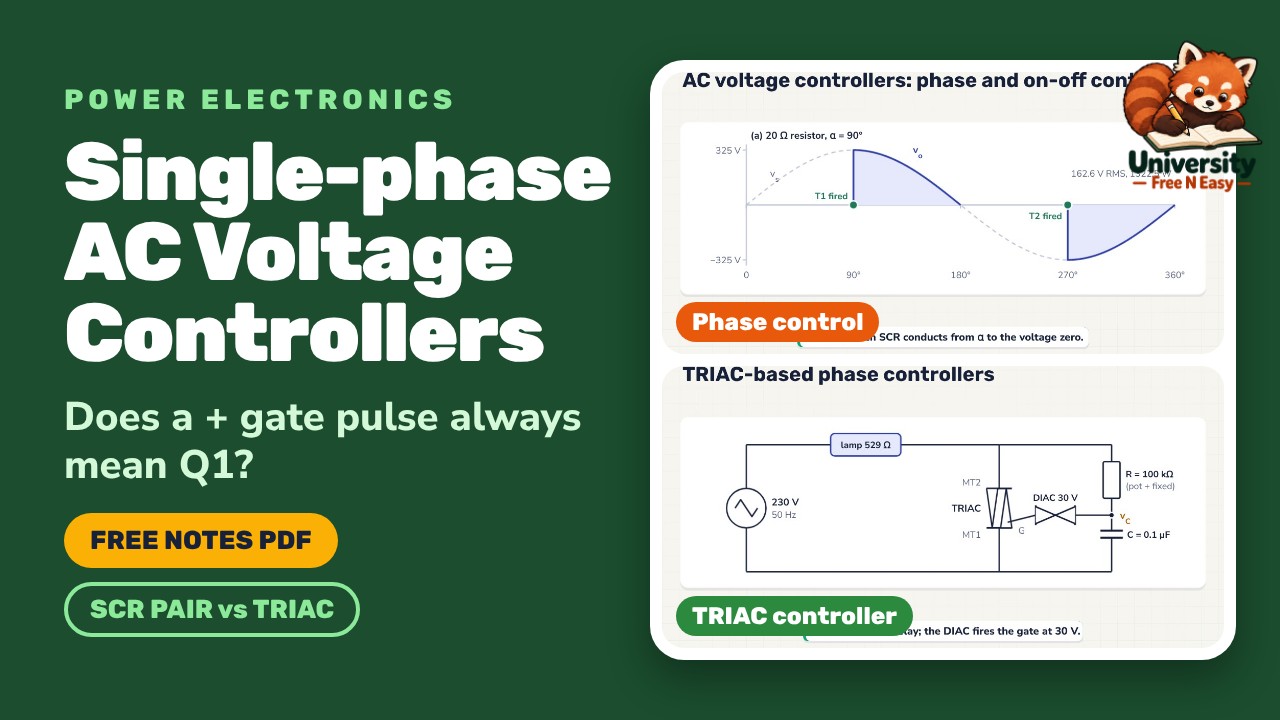 POWER ELECTRONICS
Single-phase
AC Voltage
Controllers
Does a + gate pulse always
mean Q1?
FREE NOTES PDF
SCR PAIR vs TRIAC
AC voltage controllers: phase and on-off
(a) 20 Ω resistor, α = 90°
325 V
vs
vo
T1 fired
162.6 V RMS,
T2 fired
−325 V
0
90°
180°
270°
360°
Phase control
SCR conducts from α to the voltage zero.
University
Free N Easy
TRIAC-based phase controllers
lamp 529 Ω
230 V
50 Hz
MT2
TRIAC
MT1
G
DIAC 30 V
R = 100 kΩ
(pot + fixed)
vC
C = 0.1 µF
TRIAC controller
the DIAC fires the gate at 30 V.